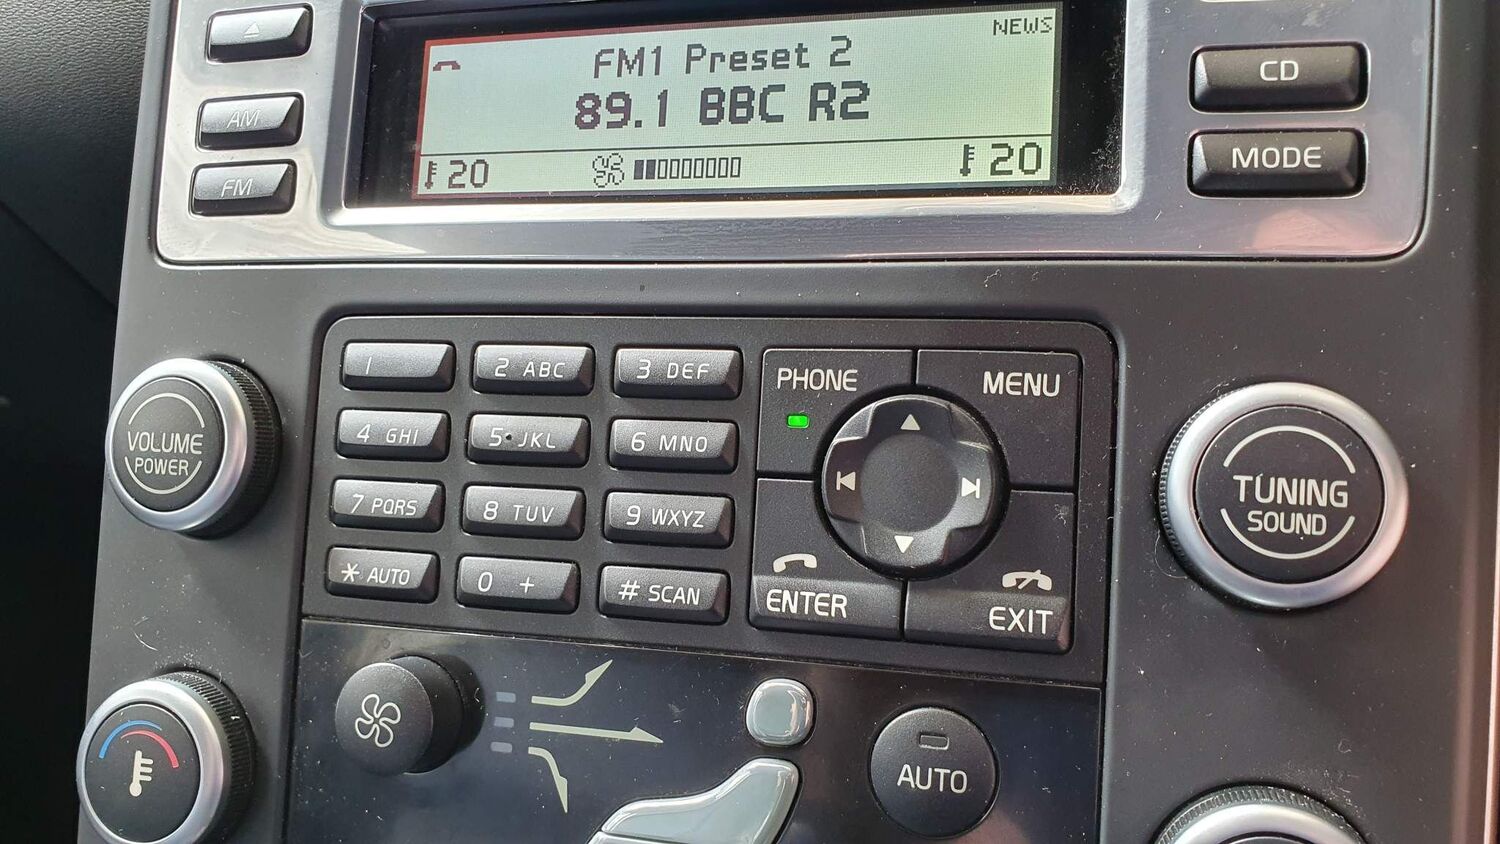 NEWS
FM1 Preset 2
89.1 BBC R2
20
20
AM
FM
CD
MODE
1
2 ABC
3 DEF
4 GHI
5 JKL
6 MNO
7 PQRS
8 TUV
9 WXYZ
* AUTO
0 +
# SCAN
PHONE
MENU
ENTER
EXIT
VOLUME
POWER
TUNING
SOUND
AUTO